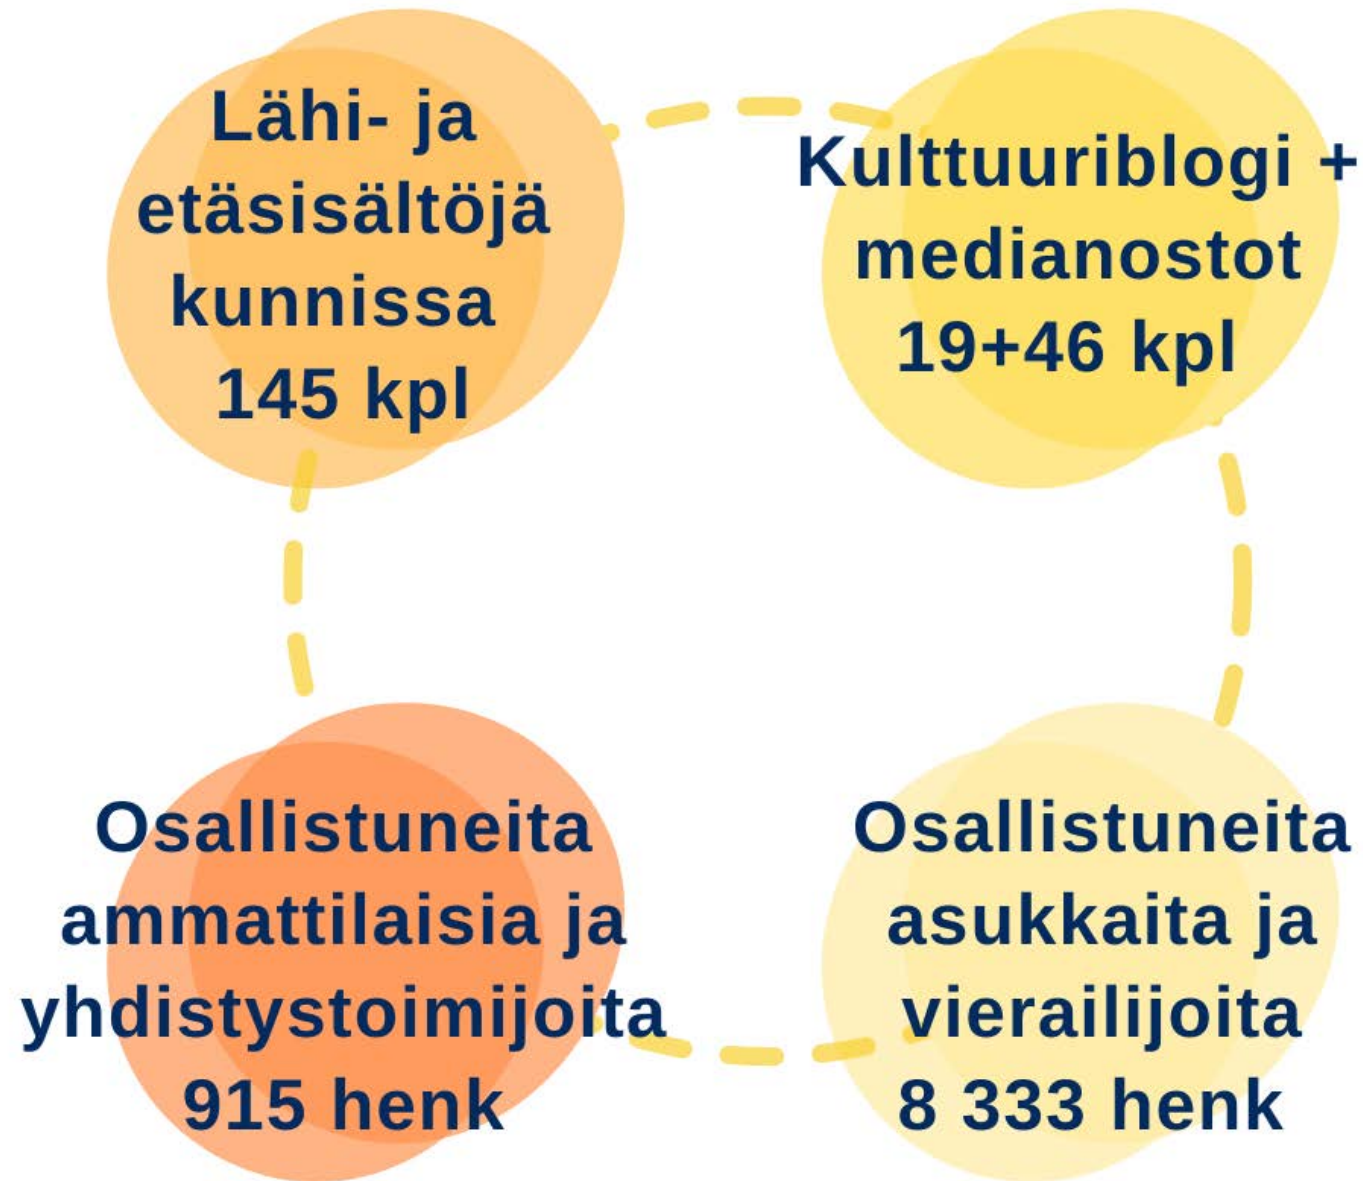 Lähi- ja
etäsisältöjä
kunnissa
145 kpl
Kulttuuriblogi +
medianostot
19+46 kpl
Osallistuneita
ammattilaisia ja
yhdistystoimijoita
915 henk
Osallistuneita
asukkaita ja
vierailijoita
8 333 henk